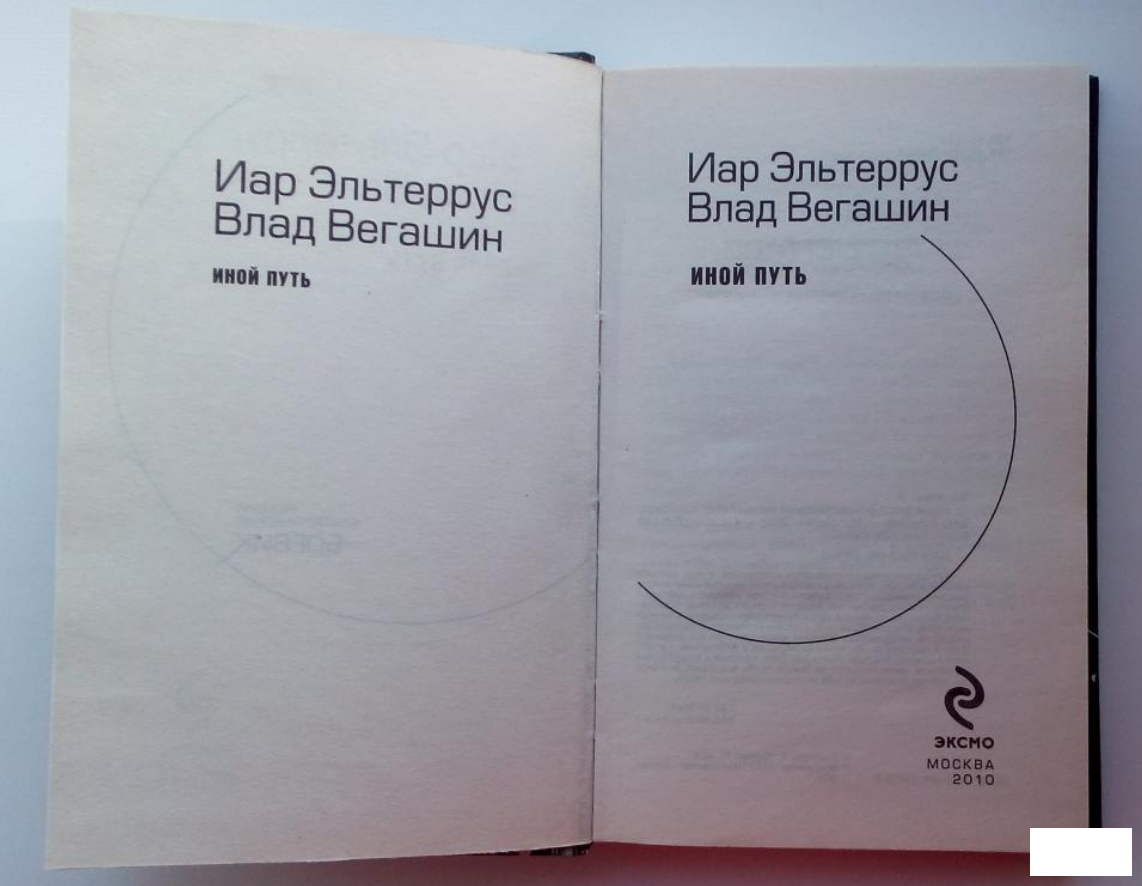 Иар Эльтеррус
Влад Вегашин
ИНОЙ ПУТЬ
Иар Эльтеррус
Влад Вегашин
ИНОЙ ПУТЬ
ЭКСМО
МОСКВА
2010